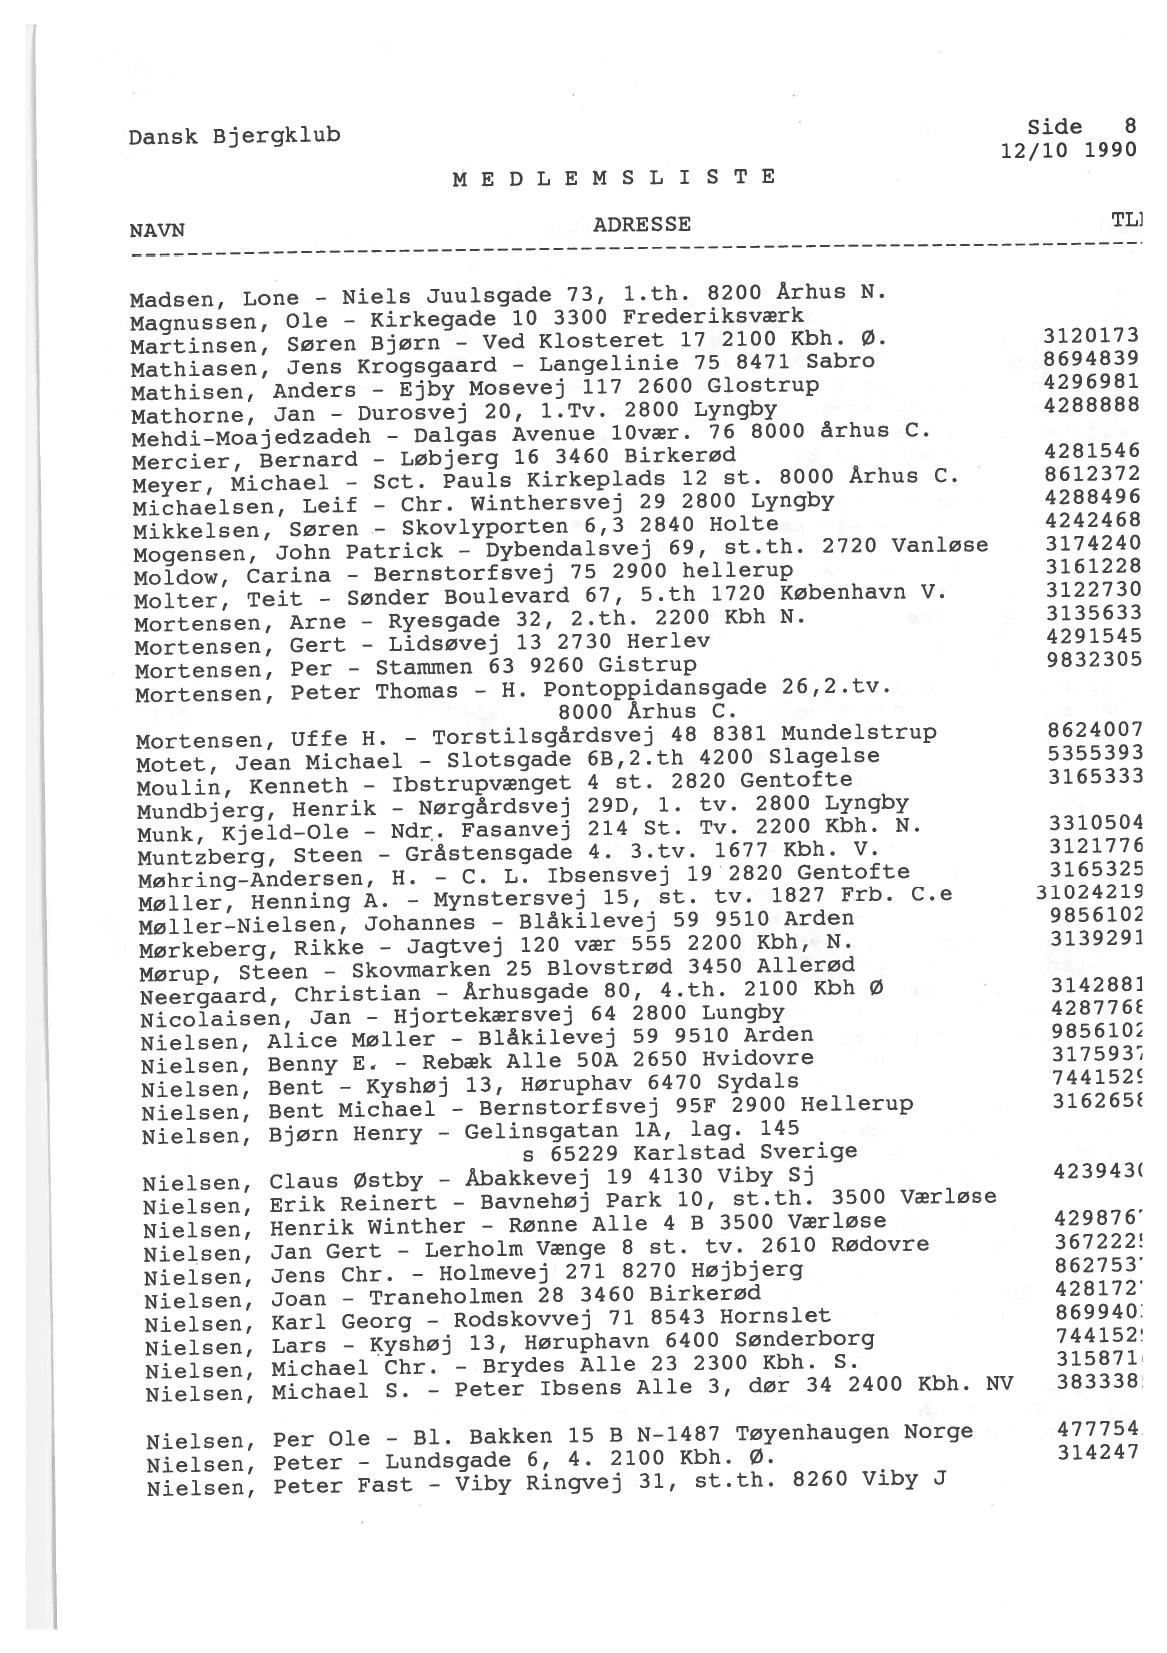 Dansk Bjergklub Side 8
12/10 1990
M E D L E M S L I S T E
NAVN ADRESSE TL
Madsen, Lone - Niels Juulsgade 73, 1.th. 8200 Århus N.
Magnussen, Ole - Kirkegade 10 3300 Frederiksværk
Martinsen, Søren Bjørn - Ved Klosteret 17 2100 Kbh. Ø. 3120173
Mathiasen, Jens Krogsgaard - Langelinie 75 8471 Sabro 8694839
Mathisen, Anders - Ejby Mosevej 117 2600 Glostrup 4296981
Mathorne, Jan - Durosvej 20, 1.Tv. 2800 Lyngby 4288888
Mehdi-Moajedzadeh - Dalgas Avenue 10vær. 76 8000 århus C.
Mercier, Bernard - Løbjerg 16 3460 Birkerød 4281546
Meyer, Michael - Sct. Pauls Kirkeplads 12 st. 8000 Århus C. 8612372
Michaelsen, Leif - Chr. Winthersvej 29 2800 Lyngby 4288496
Mikkelsen, Søren - Skovlyporten 6,3 2840 Holte 4242468
Mogensen, John Patrick - Dybendalsvej 69, st.th. 2720 Vanløse 3174240
Moldow, Carina - Bernstorfsvej 75 2900 hellerup 3161228
Molter, Teit - Sønder Boulevard 67, 5.th 1720 København V. 3122730
Mortensen, Arne - Ryesgade 32, 2.th. 2200 Kbh N. 3135633
Mortensen, Gert - Lidsøvej 13 2730 Herlev 4291545
Mortensen, Per - Stammen 63 9260 Gistrup 9832305
Mortensen, Peter Thomas - H. Pontoppidansgade 26,2.tv.
8000 Århus C.
Mortensen, Uffe H. - Torstilsgårdsvej 48 8381 Mundelstrup 8624007
Motet, Jean Michael - Slotsgade 6B,2.th 4200 Slagelse 5355393
Moulin, Kenneth - Ibstrupvænget 4 st. 2820 Gentofte 3165333
Mundbjerg, Henrik - Nørgårdsvej 29D, 1. tv. 2800 Lyngby
Munk, Kjeld-Ole - Ndr. Fasanvej 214 St. Tv. 2200 Kbh. N. 3310504
Muntzberg, Steen - Gråstensgade 4. 3.tv. 1677 Kbh. V. 3121776
Møhring-Andersen, H. - C. L. Ibsensvej 19 2820 Gentofte 3165325
Møller, Henning A. - Mynstersvej 15, st. tv. 1827 Frb. C.e 31024219
Møller-Nielsen, Johannes - Blåkilevej 59 9510 Arden 9856102
Mørkeberg, Rikke - Jagtvej 120 vær 555 2200 Kbh, N. 3139291
Mørup, Steen - Skovmarken 25 Blovstrød 3450 Allerød
Neergaard, Christian - Århusgade 80, 4.th. 2100 Kbh Ø 3142881
Nicolaisen, Jan - Hjortekærsvej 64 2800 Lungby 4287768
Nielsen, Alice Møller - Blåkilevej 59 9510 Arden 9856102
Nielsen, Benny E. - Rebæk Alle 50A 2650 Hvidovre 3175937
Nielsen, Bent - Kyshøj 13, Høruphav 6470 Sydals 7441529
Nielsen, Bent Michael - Bernstorfsvej 95F 2900 Hellerup 3162658
Nielsen, Bjørn Henry - Gelinsgatan 1A, lag. 145
s 65229 Karlstad Sverige
Nielsen, Claus Østby - Åbakkevej 19 4130 Viby Sj 4239430
Nielsen, Erik Reinert - Bavnehøj Park 10, st.th. 3500 Værløse
Nielsen, Henrik Winther - Rønne Alle 4 B 3500 Værløse 429876
Nielsen, Jan Gert - Lerholm Vænge 8 st. tv. 2610 Rødovre 367222
Nielsen, Jens Chr. - Holmevej 271 8270 Højbjerg 862753
Nielsen, Joan - Traneholmen 28 3460 Birkerød 428172
Nielsen, Karl Georg - Rodskovvej 71 8543 Hornslet 869940
Nielsen, Lars - Kyshøj 13, Høruphavn 6400 Sønderborg 744152
Nielsen, Michael Chr. - Brydes Alle 23 2300 Kbh. S. 315871
Nielsen, Michael S. - Peter Ibsens Alle 3, dør 34 2400 Kbh. NV 383338
Nielsen, Per Ole - Bl. Bakken 15 B N-1487 Tøyenhaugen Norge 477754
Nielsen, Peter - Lundsgade 6, 4. 2100 Kbh. Ø. 314247
Nielsen, Peter Fast - Viby Ringvej 31, st.th. 8260 Viby J